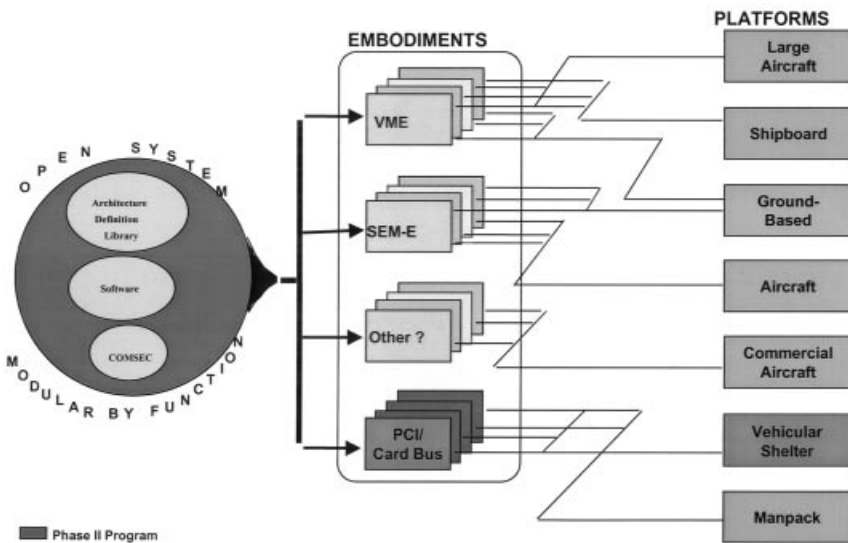 PLATFORMS
EMBODIMENTS
Large
Aircraft
VME
Shipboard
OPEN SYSTEM
Architecture
Definition
Library
Ground-
Based
SEM-E
Software
Aircraft
Other ?
COMSEC
Commercial
Aircraft
MODULAR BY FUNCTION
PCI/
Card Bus
Vehicular
Shelter
Manpack
Phase II Program